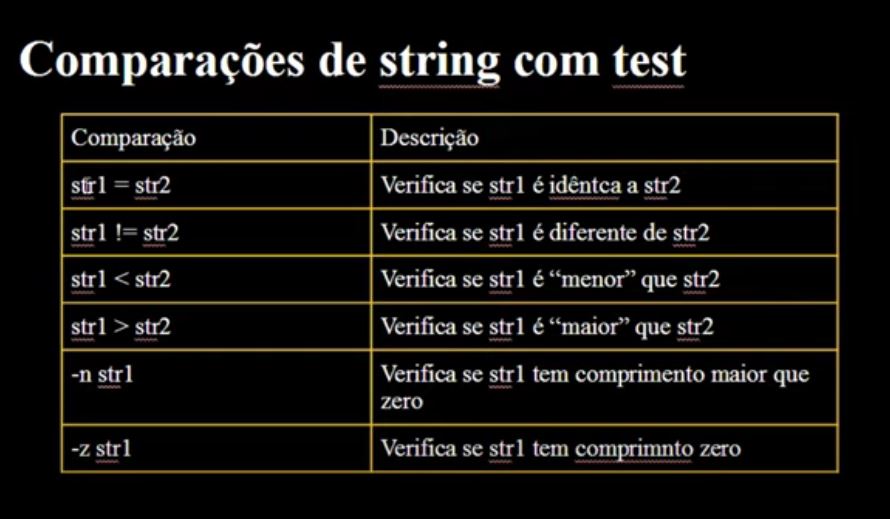 Comparações de string com test
Comparação Descrição
str1 = str2 Verifica se str1 é idêntca a str2
str1 != str2 Verifica se str1 é diferente de str2
str1 < str2 Verifica se str1 é “menor” que str2
str1 > str2 Verifica se str1 é “maior” que str2
-n str1 Verifica se str1 tem comprimento maior que
zero
-z str1 Verifica se str1 tem comprimnto zero